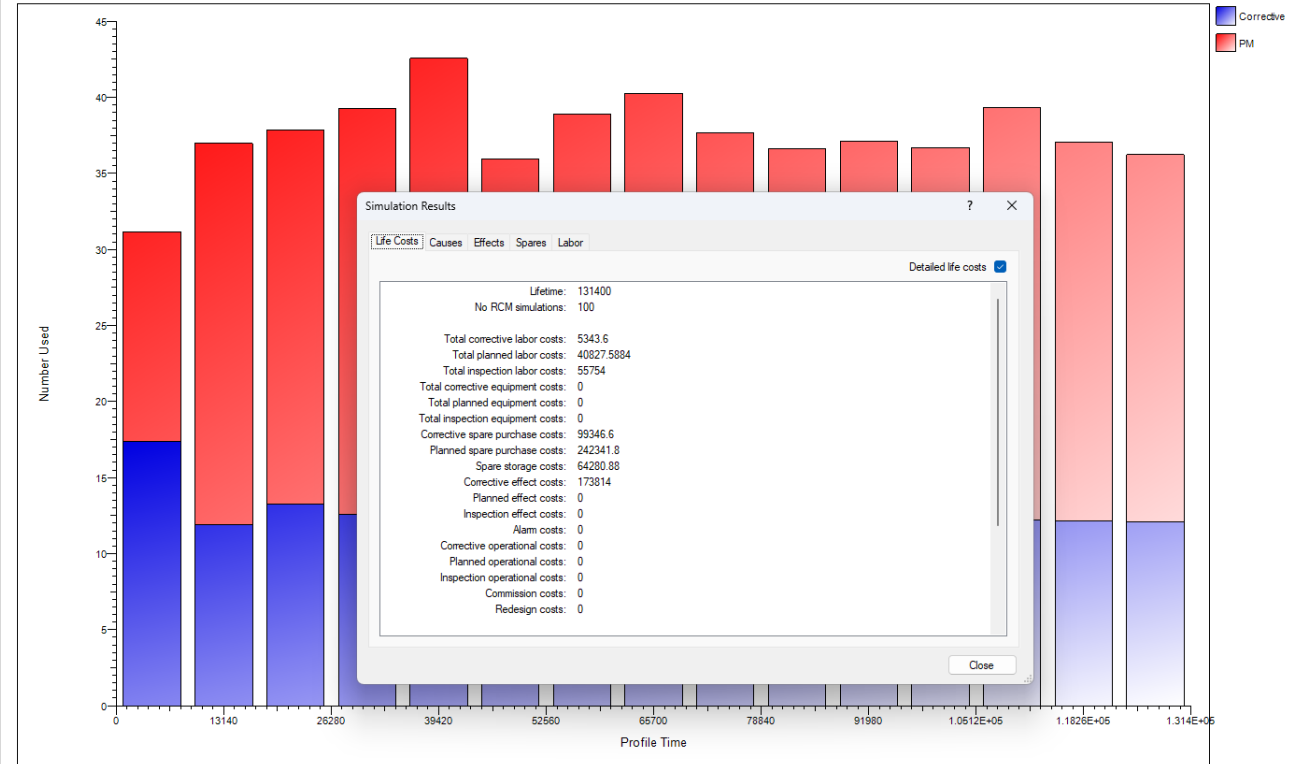 45
40
35
30
25
20
15
10
5
0
Number Used
0 13140 26280 39420 52560 65700 78840 91980 1.0512E+05 1.1826E+05 1.314E+05
Profile Time
Corrective
PM
Simulation Results
?
Life Costs Causes Effects Spares Labor
Detailed life costs
Lifetime: 131400
No RCM simulations: 100
Total corrective labor costs: 5343.6
Total planned labor costs: 40827.5884
Total inspection labor costs: 55754
Total corrective equipment costs: 0
Total planned equipment costs: 0
Total inspection equipment costs: 0
Corrective spare purchase costs: 99346.6
Planned spare purchase costs: 242341.8
Spare storage costs: 64280.88
Corrective effect costs: 173814
Planned effect costs: 0
Inspection effect costs: 0
Alarm costs: 0
Corrective operational costs: 0
Planned operational costs: 0
Inspection operational costs: 0
Commission costs: 0
Redesign costs: 0
Close